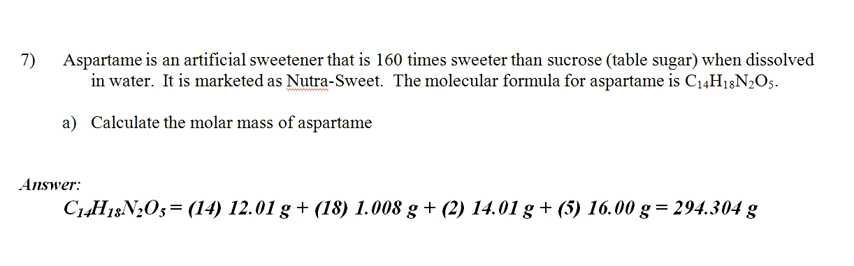 7) Aspartame is an artificial sweetener that is 160 times sweeter than sucrose (table sugar) when dissolved
in water. It is marketed as Nutra-Sweet. The molecular formula for aspartame is C₁₄H₁₈N₂O₅.
a) Calculate the molar mass of aspartame
Answer:
C₁₄H₁₈N₂O₅ = (14) 12.01 g + (18) 1.008 g + (2) 14.01 g + (5) 16.00 g = 294.304 g